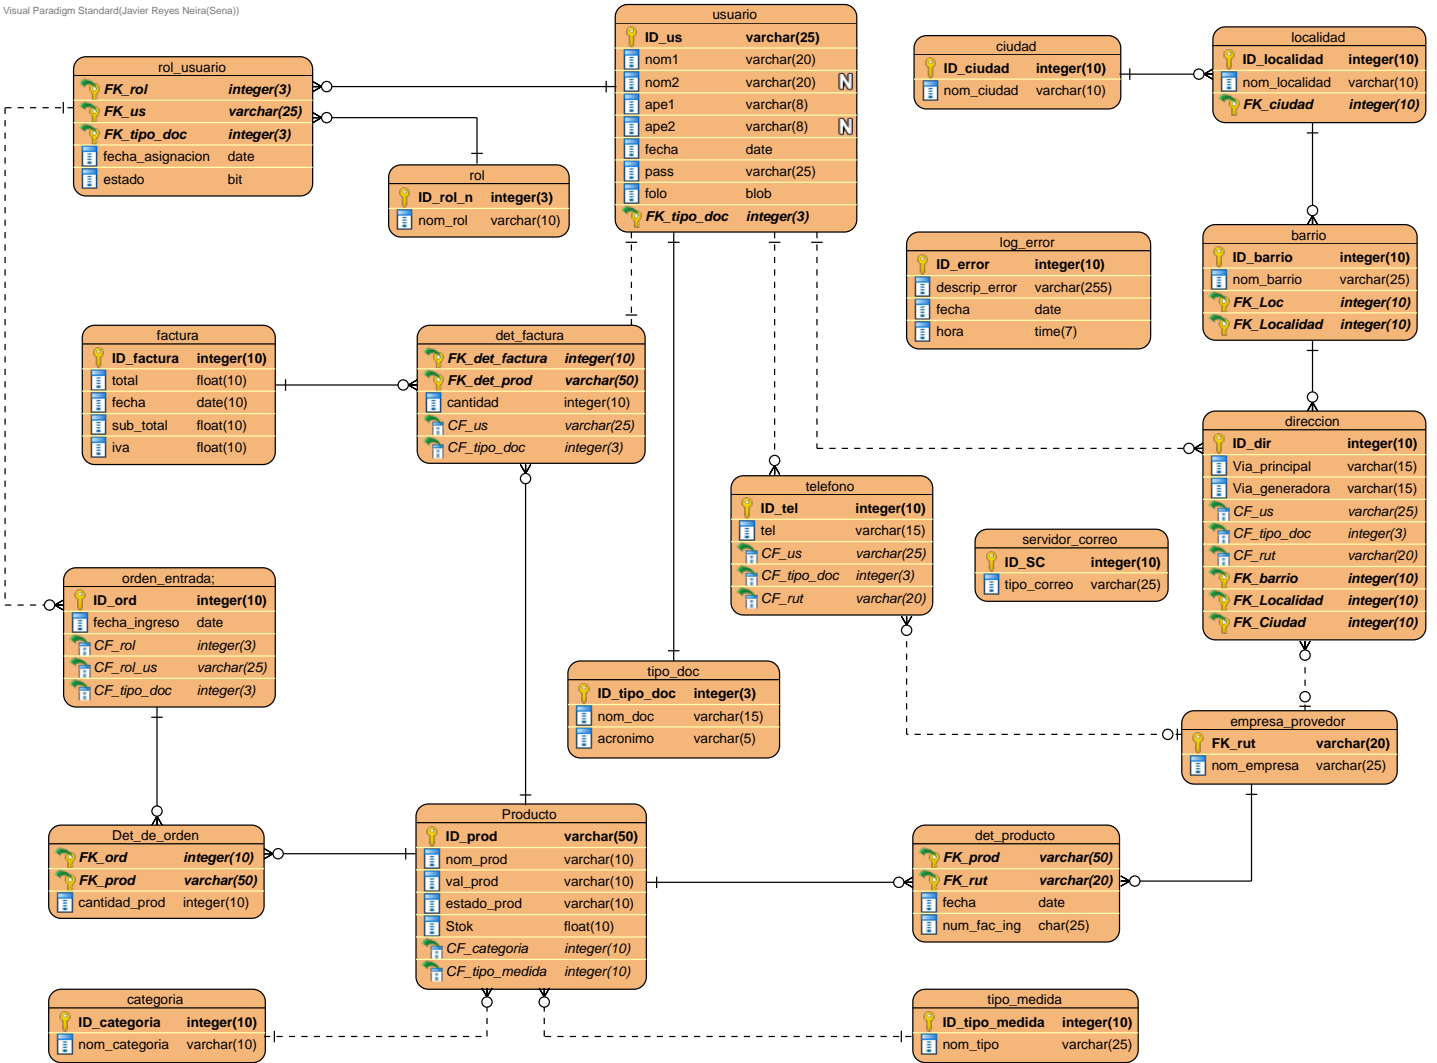 Visual Paradigm Standard(Javier Reyes Neira(Sena))
usuario
ID_us varchar(25)
nom1 varchar(20)
nom2 varchar(20) N
ape1 varchar(8)
ape2 varchar(8) N
fecha date
pass varchar(25)
folo blob
FK_tipo_doc integer(3)
ciudad
ID_ciudad integer(10)
nom_ciudad varchar(10)
localidad
ID_localidad integer(10)
nom_localidad varchar(10)
FK_ciudad integer(10)
rol_usuario
FK_rol integer(3)
FK_us varchar(25)
FK_tipo_doc integer(3)
fecha_asignacion date
estado bit
rol
ID_rol_n integer(3)
nom_rol varchar(10)
log_error
ID_error integer(10)
descrip_error varchar(255)
fecha date
hora time(7)
barrio
ID_barrio integer(10)
nom_barrio varchar(25)
FK_Loc integer(10)
FK_Localidad integer(10)
factura
ID_factura integer(10)
total float(10)
fecha date(10)
sub_total float(10)
iva float(10)
det_factura
FK_det_factura integer(10)
FK_det_prod varchar(50)
cantidad integer(10)
CF_us varchar(25)
CF_tipo_doc integer(3)
direccion
ID_dir integer(10)
Via_principal varchar(15)
Via_generadora varchar(15)
CF_us varchar(25)
CF_tipo_doc integer(3)
CF_rut varchar(20)
FK_barrio integer(10)
FK_Localidad integer(10)
FK_Ciudad integer(10)
telefono
ID_tel integer(10)
tel varchar(15)
CF_us varchar(25)
CF_tipo_doc integer(3)
CF_rut varchar(20)
servidor_correo
ID_SC integer(10)
tipo_correo varchar(25)
orden_entrada;
ID_ord integer(10)
fecha_ingreso date
CF_rol integer(3)
CF_rol_us varchar(25)
CF_tipo_doc integer(3)
tipo_doc
ID_tipo_doc integer(3)
nom_doc varchar(15)
acronimo varchar(5)
empresa_provedor
FK_rut varchar(20)
nom_empresa varchar(25)
Det_de_orden
FK_ord integer(10)
FK_prod varchar(50)
cantidad_prod integer(10)
Producto
ID_prod varchar(50)
nom_prod varchar(10)
val_prod varchar(10)
estado_prod varchar(10)
Stok float(10)
CF_categoria integer(10)
CF_tipo_medida integer(10)
det_producto
FK_prod varchar(50)
FK_rut varchar(20)
fecha date
num_fac_ing char(25)
categoria
ID_categoria integer(10)
nom_categoria varchar(10)
tipo_medida
ID_tipo_medida integer(10)
nom_tipo varchar(25)